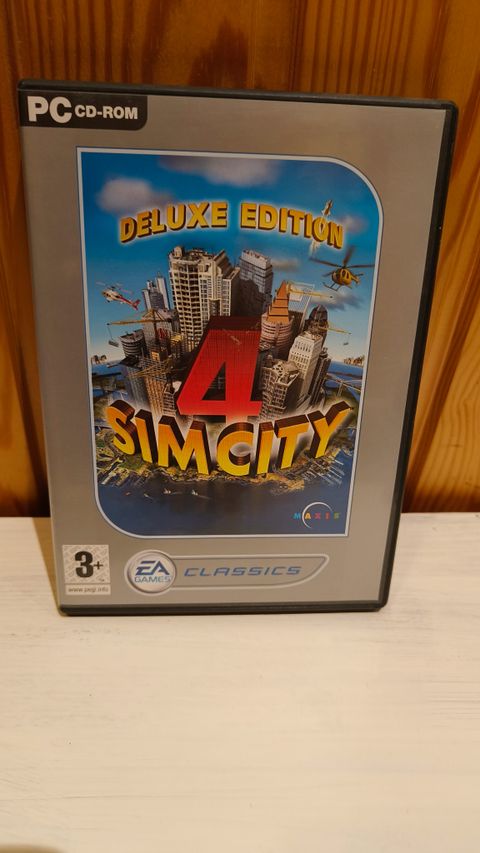 PC CD-ROM
DELUXE EDITION
4
SIMCITY
MAXIS
3+
www.pegi.info
EA GAMES
CLASSICS